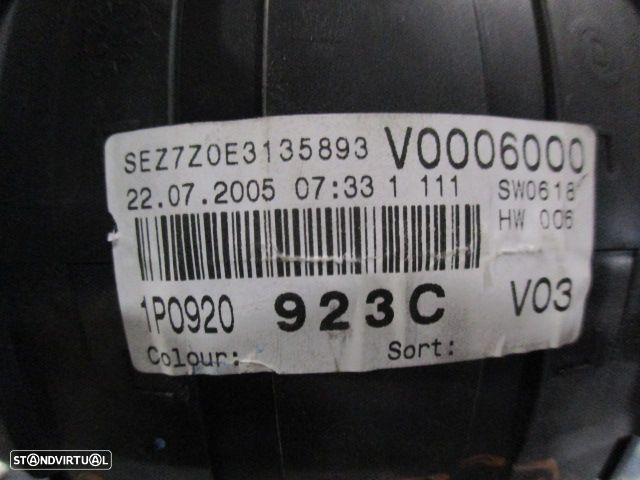 SEZ7Z0E3135893 V0006000
22.07.2005 07:33 1 111 SW0618
HW 006
1P0920 923C V03
Colour: Sort:
STANDVIRTUAL